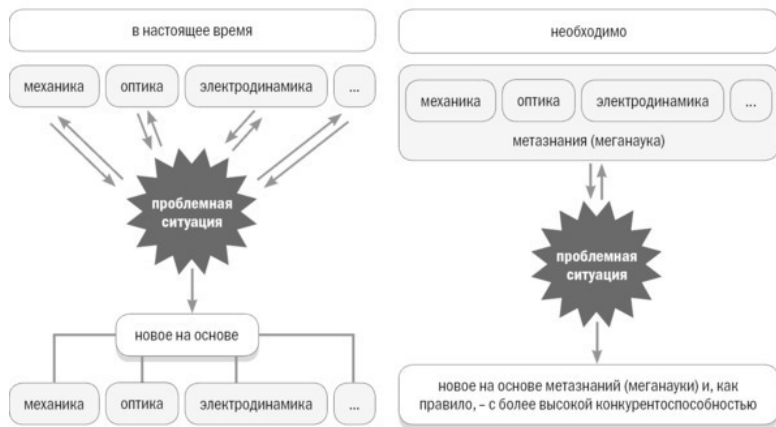 в настоящее время
механика
оптика
электродинамика
...
проблемная
ситуация
новое на основе
механика
оптика
электродинамика
...
необходимо
механика
оптика
электродинамика
...
метазнания (меганаука)
проблемная
ситуация
новое на основе метазнаний (меганауки) и, как
правило, – с более высокой конкурентоспособностью